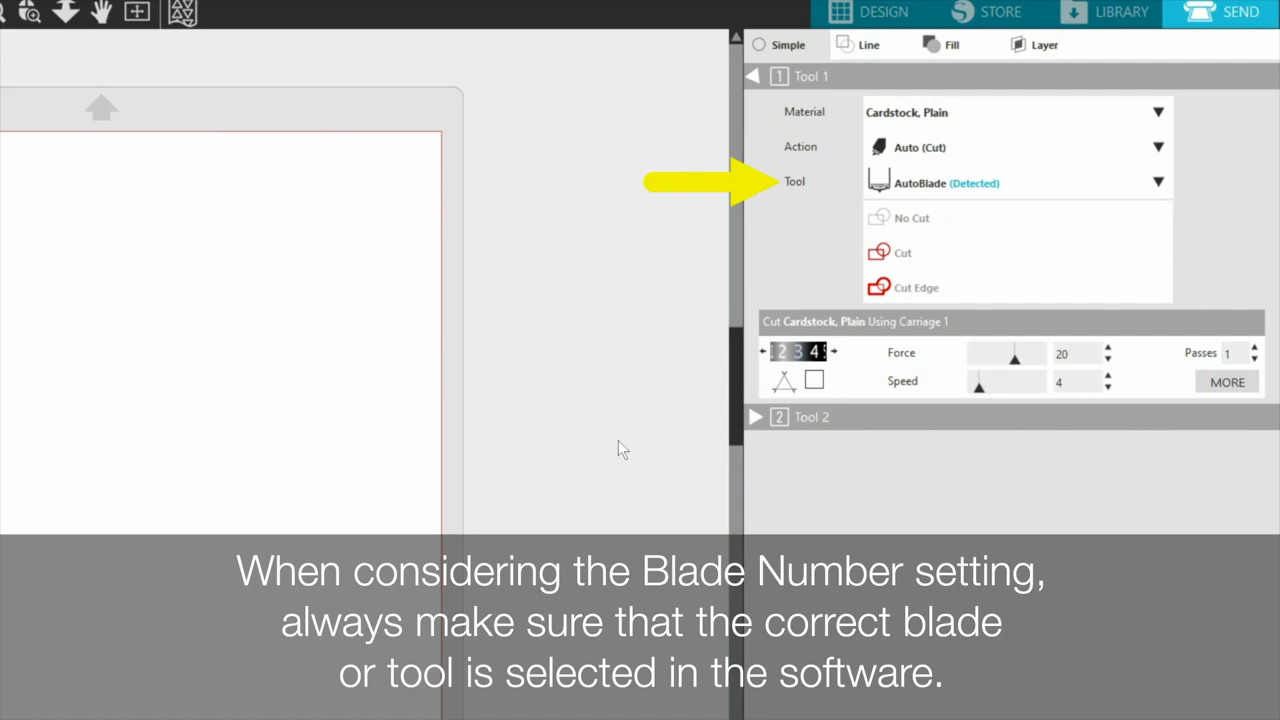 DESIGN
STORE
LIBRARY
SEND
Simple
Line
Fill
Layer
1 Tool 1
Material
Cardstock, Plain
Action
Auto (Cut)
Tool
AutoBlade (Detected)
No Cut
Cut
Cut Edge
Cut Cardstock, Plain Using Carriage 1
2 3 4
Force
20
Passes
1
Speed
4
MORE
2 Tool 2
When considering the Blade Number setting,
always make sure that the correct blade
or tool is selected in the software.